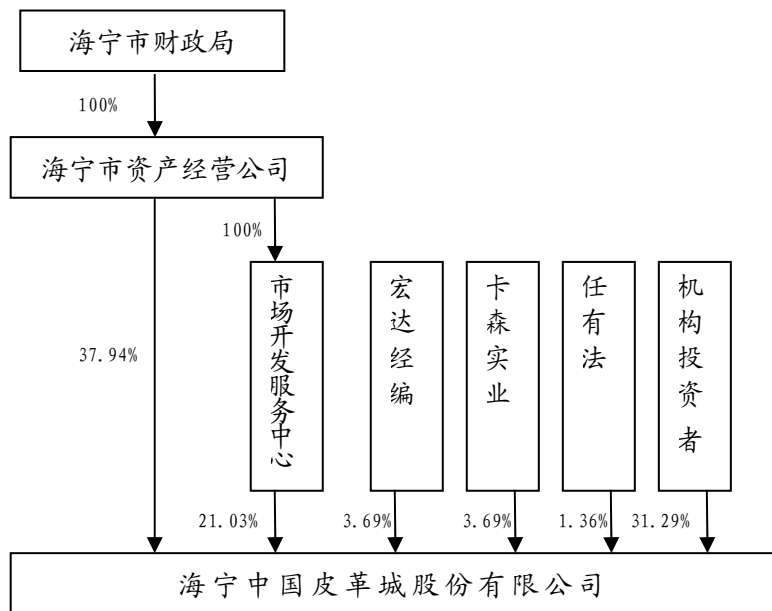 海宁市财政局
100%
海宁市资产经营公司
100%
37.94%
市场开发服务中心
宏达经编
卡森实业
任有法
机构投资者
21.03%
3.69%
3.69%
1.36%
31.29%
海宁中国皮革城股份有限公司